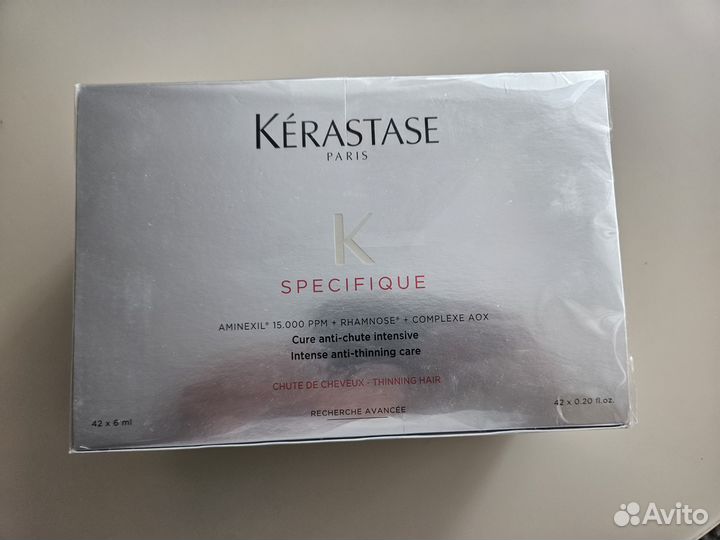 KÉRASTASE
PARIS
K
SPECIFIQUE
AMINEXIL® 15.000 PPM + RHAMNOSE® + COMPLEXE AOX
Cure anti-chute intensive
Intense anti-thinning care
CHUTE DE CHEVEUX - THINNING HAIR
RECHERCHE AVANCÉE
42 x 6 ml
42 x 0.20 fl.oz.
Avito